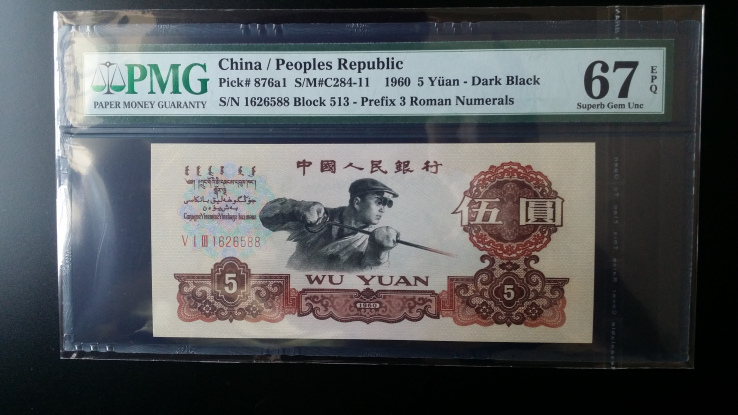 PMG
PAPER MONEY GUARANTY
China / Peoples Republic
Pick# 876a1 S/M#C284-11 1960 5 Yüan - Dark Black
S/N 1626588 Block 513 - Prefix 3 Roman Numerals
67 EPQ
Superb Gem Unc
中國人民銀行
V I III 1626588
伍圓
WU YUAN
5
1960
5